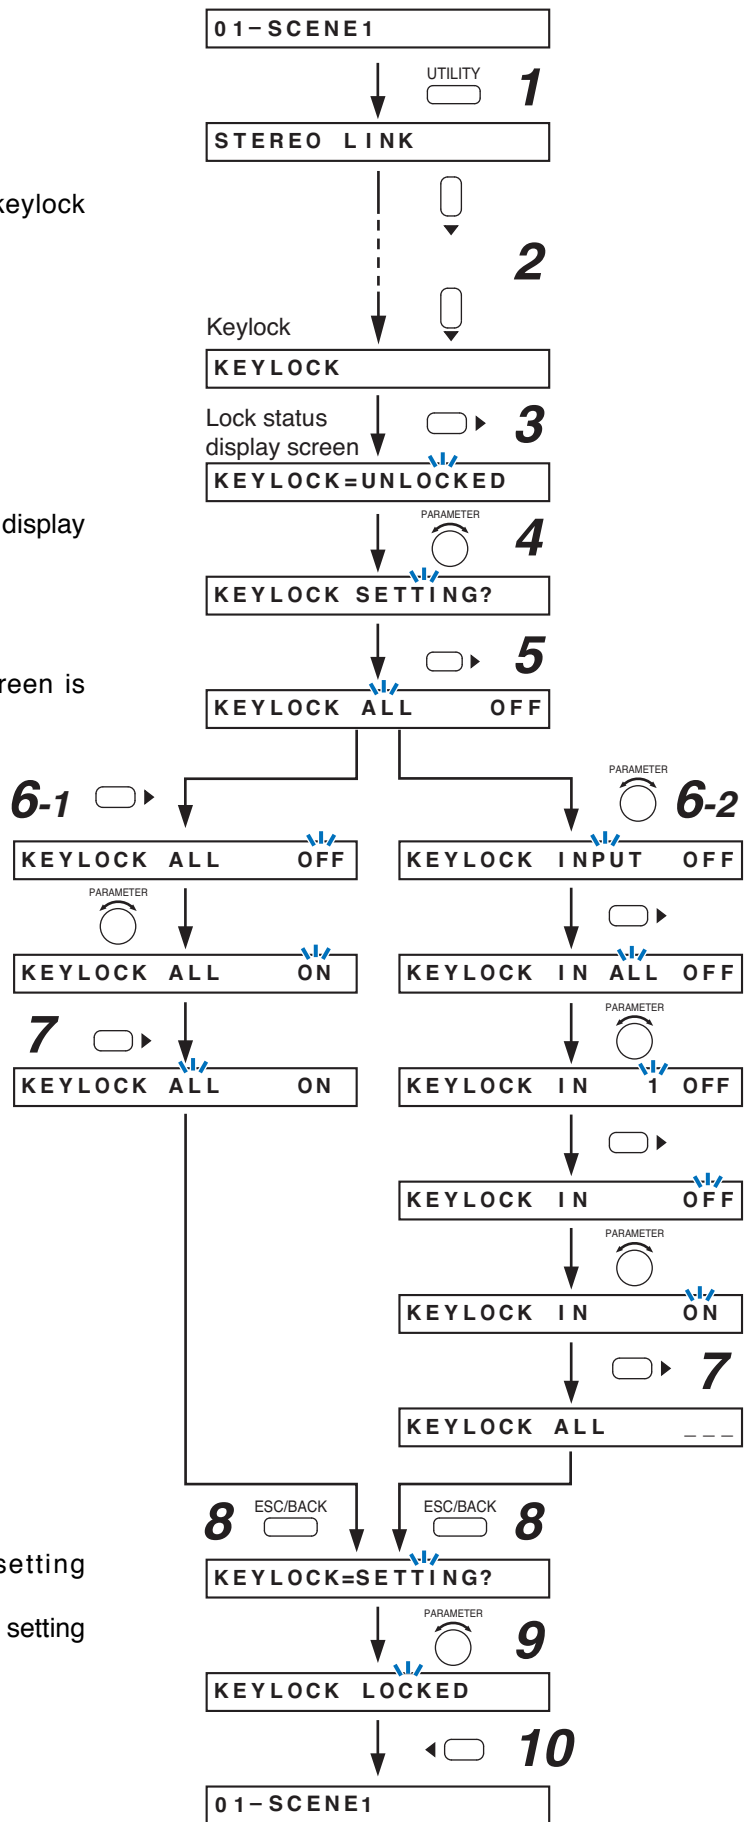 01-SCENE1
UTILITY 1
STEREO LINK
keylock
2
Keylock
KEYLOCK
Lock status
display screen
3
KEYLOCK=UNLOCKED
display
PARAMETER
4
KEYLOCK SETTING?
5
reen is
KEYLOCK ALL OFF
6-1
PARAMETER
6-2
KEYLOCK ALL OFF
KEYLOCK INPUT OFF
PARAMETER
KEYLOCK ALL ON
KEYLOCK IN ALL OFF
PARAMETER
7
KEYLOCK ALL ON
KEYLOCK IN 1 OFF
KEYLOCK IN OFF
PARAMETER
KEYLOCK IN ON
7
KEYLOCK ALL _ _ _
8 ESC/BACK
ESC/BACK 8
setting
KEYLOCK=SETTING?
setting
PARAMETER
9
KEYLOCK LOCKED
10
01-SCENE1